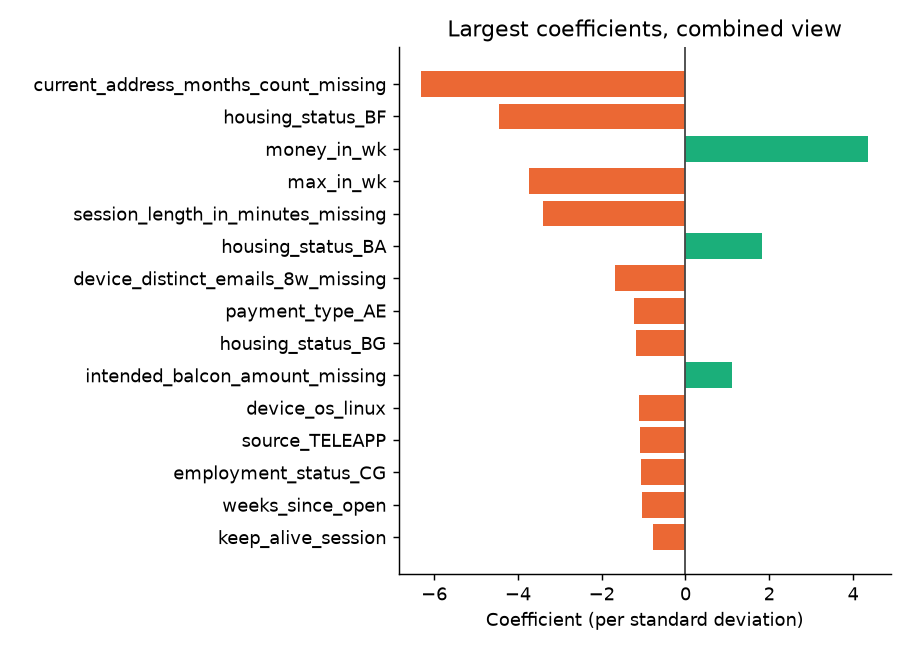 Largest coefficients, combined view
current_address_months_count_missing
housing_status_BF
money_in_wk
max_in_wk
session_length_in_minutes_missing
housing_status_BA
device_distinct_emails_8w_missing
payment_type_AE
housing_status_BG
intended_balcon_amount_missing
device_os_linux
source_TELEAPP
employment_status_CG
weeks_since_open
keep_alive_session
−6 −4 −2 0 2 4
Coefficient (per standard deviation)